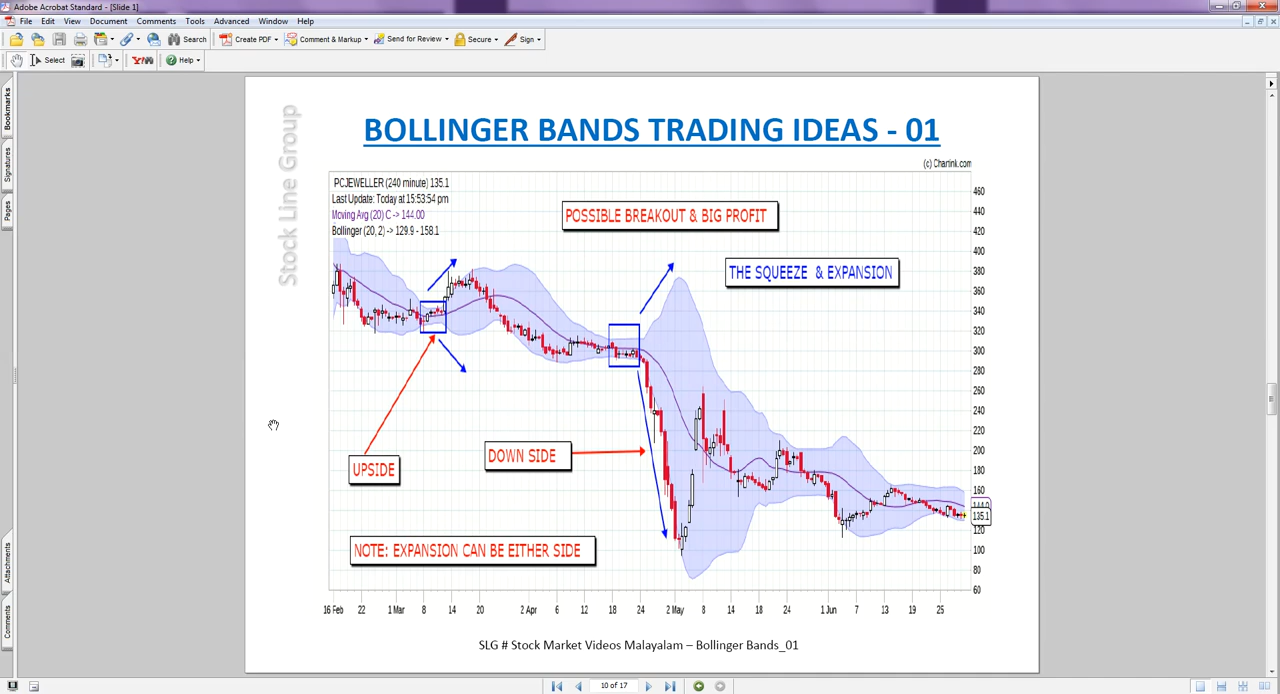 Adobe Acrobat Standard - [Slide 1]
File Edit View Document Comments Tools Advanced Window Help
Search Create PDF Comment & Markup Send for Review Secure Sign
Select Y! Help
Bookmarks
Signatures
Pages
Attachments
Comments
Stock Line Group
BOLLINGER BANDS TRADING IDEAS - 01
(c) Chartink.com
PCJEWELLER (240 minute) 135.1
Last Update: Today at 15:53:54 pm
Moving Avg (20) C -> 144.00
Bollinger (20, 2) -> 129.9 - 158.1
POSSIBLE BREAKOUT & BIG PROFIT
THE SQUEEZE & EXPANSION
UPSIDE
DOWN SIDE
NOTE: EXPANSION CAN BE EITHER SIDE
460
440
420
400
380
360
340
320
300
280
260
240
220
200
180
160
135.1
120
100
80
60
16 Feb 22 1 Mar 8 14 20 2 Apr 6 12 18 24 2 May 8 14 18 24 1 Jun 7 13 19 25
SLG # Stock Market Videos Malayalam – Bollinger Bands_01
10 of 17